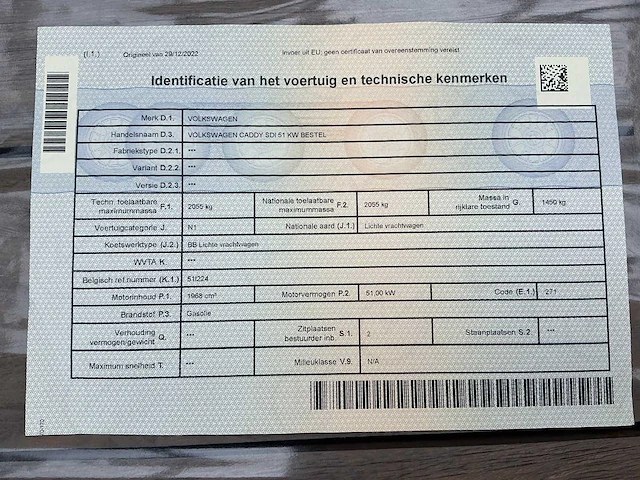 (I.1.) Origineel van 29/12/2022 Invoer uit EU; geen certificaat van overeenstemming vereist
Identificatie van het voertuig en technische kenmerken
Merk D.1. VOLKSWAGEN
Handelsnaam D.3. VOLKSWAGEN CADDY SDI 51 KW BESTEL
Fabriekstype D.2.1. ---
Variant D.2.2. ---
Versie D.2.3. ---
Techn. toelaatbare maximummassa F.1. 2055 kg Nationale toelaatbare maximummassa F.2. 2055 kg Massa in rijklare toestand G. 1450 kg
Voertuigcategorie J. N1 Nationale aard (J.1.) Lichte vrachtwagen
Koetswerktype (J.2.) BB Lichte vrachtwagen
WVTA K. ---
Belgisch ref.nummer (K.1.) 51I224
Motorinhoud P.1. 1968 cm³ Motorvermogen P.2. 51,00 kW Code (E.1.) 271
Brandstof P.3. Gasolie
Verhouding vermogen/gewicht Q. --- Zitplaatsen bestuurder inb. S.1. 2 Staanplaatsen S.2. ---
Maximum snelheid T. --- Milieuklasse V.9. N/A